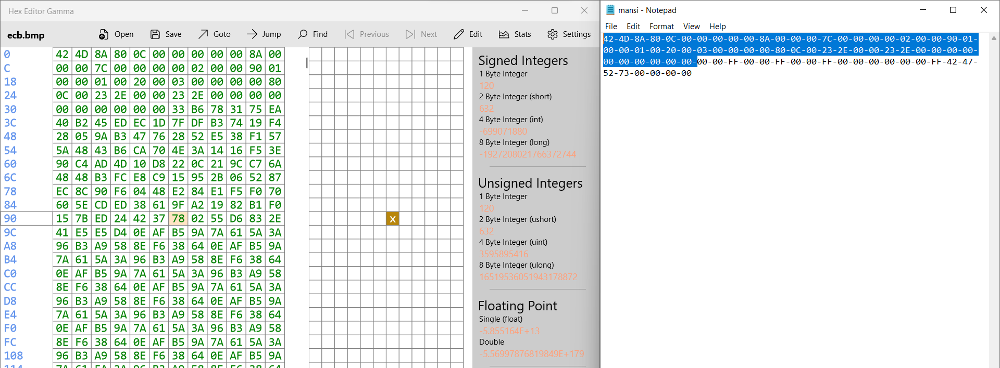 Hex Editor Gamma
ecb.bmp Open Save Goto Jump Find Previous Next Edit Stats Settings
0 42 4D 8A 80 0C 00 00 00 00 00 8A 00
C 00 00 7C 00 00 00 00 02 00 00 90 01
18 00 00 01 00 20 00 03 00 00 00 00 80
24 0C 00 23 2E 00 00 23 2E 00 00 00 00
30 00 00 00 00 00 00 33 B6 78 31 75 EA
3C 40 B2 45 ED EC 1D 7F DF B3 74 19 F4
48 28 05 9A B3 47 76 28 52 E5 38 F1 57
54 5A 48 43 B6 CA 70 4E 3A 14 16 F5 3E
60 90 C4 AD 4D 10 D8 22 0C 21 9C C7 6A
6C 48 48 B3 FC E8 C9 15 95 2B 06 52 87
78 EC 8C 90 F6 04 48 E2 84 E1 F5 F0 70
84 60 5E CD ED 38 61 9F A2 19 82 B1 F0
90 15 7B ED 24 42 37 78 02 55 D6 83 2E
9C 41 E5 E5 D4 0E AF B5 9A 7A 61 5A 3A
A8 96 B3 A9 58 8E F6 38 64 0E AF B5 9A
B4 7A 61 5A 3A 96 B3 A9 58 8E F6 38 64
C0 0E AF B5 9A 7A 61 5A 3A 96 B3 A9 58
CC 8E F6 38 64 0E AF B5 9A 7A 61 5A 3A
D8 96 B3 A9 58 8E F6 38 64 0E AF B5 9A
E4 7A 61 5A 3A 96 B3 A9 58 8E F6 38 64
F0 0E AF B5 9A 7A 61 5A 3A 96 B3 A9 58
FC 8E F6 38 64 0E AF B5 9A 7A 61 5A 3A
108 96 B3 A9 58 8E F6 38 64 0E AF B5 9A
114 7A 61 5A 3A 96 B3 A9 58 8E F6 38 64
x
Signed Integers
1 Byte Integer
120
2 Byte Integer (short)
632
4 Byte Integer (int)
-699071880
8 Byte Integer (long)
-1927208021766372744
Unsigned Integers
1 Byte Integer
120
2 Byte Integer (ushort)
632
4 Byte Integer (uint)
3595895416
8 Byte Integer (ulong)
16519536051943178872
Floating Point
Single (float)
-5.855164E+13
Double
-5.56997876819849E+179
mansi - Notepad
File Edit Format View Help
42-4D-8A-80-0C-00-00-00-00-00-8A-00-00-00-7C-00-00-00-00-02-00-00-90-01-
00-00-01-00-20-00-03-00-00-00-00-80-0C-00-23-2E-00-00-23-2E-00-00-00-00-
00-00-00-00-00-00-00-00-FF-00-00-FF-00-00-FF-00-00-00-00-00-00-FF-42-47-
52-73-00-00-00-00